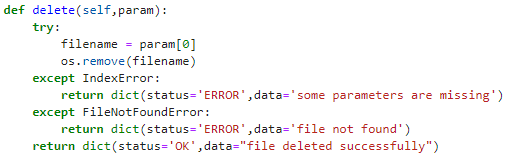 def delete(self,param):
    try:
        filename = param[0]
        os.remove(filename)
    except IndexError:
        return dict(status='ERROR',data='some parameters are missing')
    except FileNotFoundError:
        return dict(status='ERROR',data='file not found')
    return dict(status='OK',data="file deleted successfully")